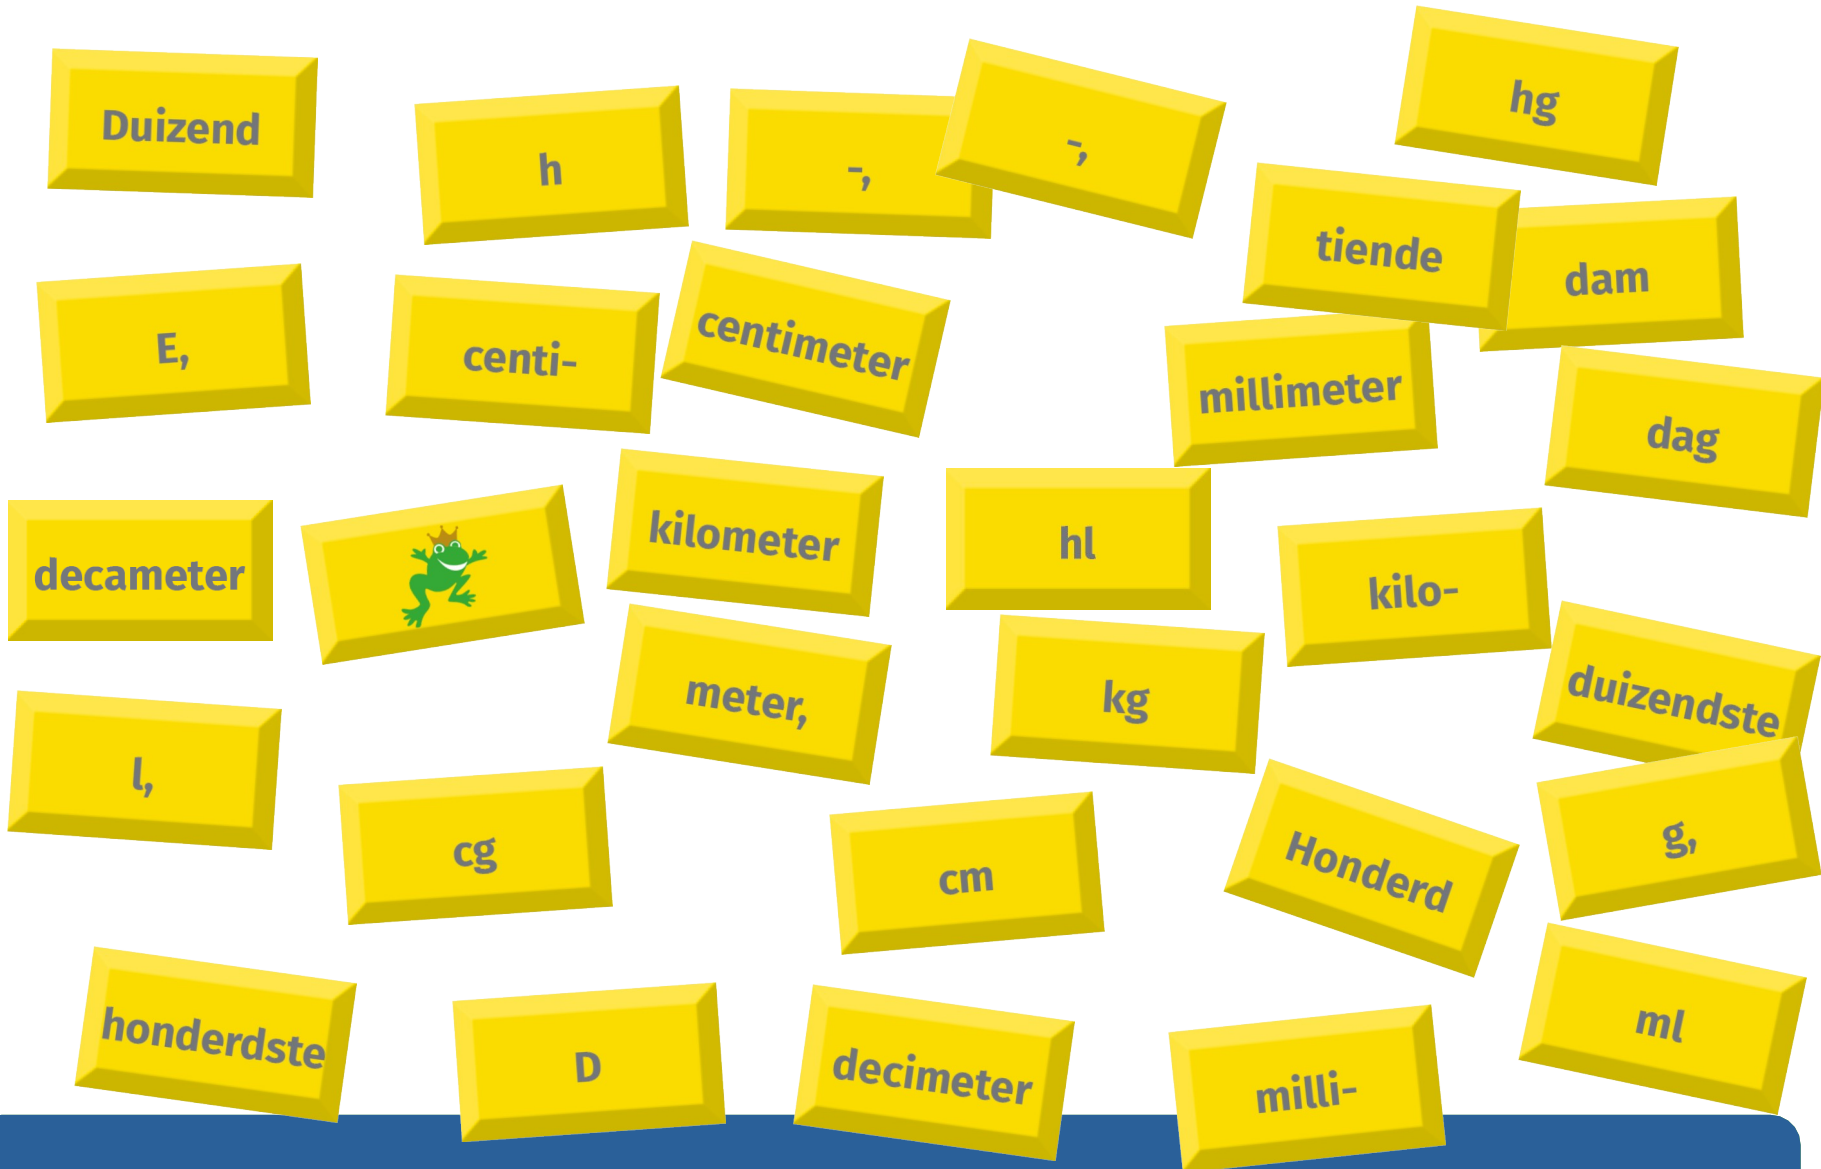 Duizend
h
-,
-,
hg
tiende
dam
E,
centi-
centimeter
millimeter
dag
decameter
kilometer
hl
kilo-
l,
meter,
kg
duizendste
cg
cm
Honderd
g,
honderdste
D
decimeter
milli-
ml